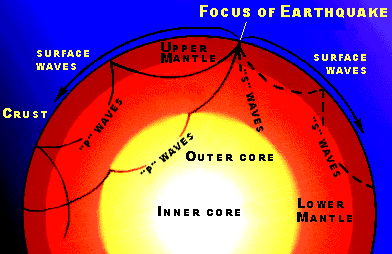 FOCUS OF EARTHQUAKE
SURFACE
WAVES
UPPER
MANTLE
SURFACE
WAVES
CRUST
"P" WAVES
"S" WAVES
"S" WAVES
"P" WAVES
OUTER CORE
INNER CORE
LOWER
MANTLE